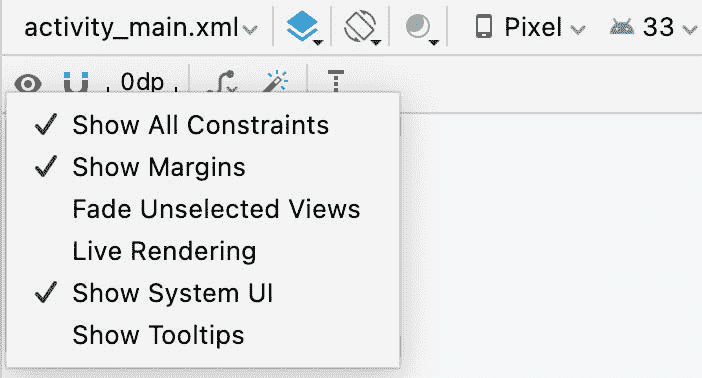 activity_main.xml Pixel 33
0dp
Show All Constraints
Show Margins
Fade Unselected Views
Live Rendering
Show System UI
Show Tooltips